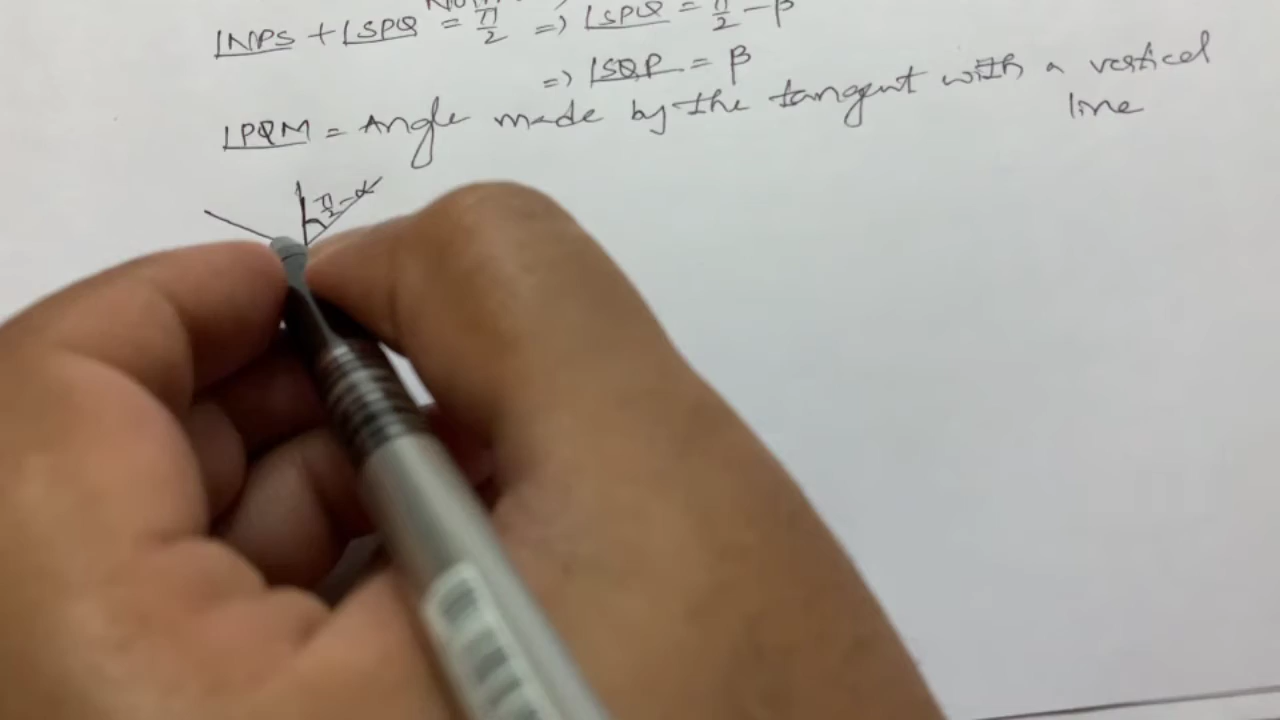 ∠NPS + ∠SPQ = π/2 => ∠SPQ = π/2 - β
=> ∠SQP = β
∠PQM = Angle made by the tangent with a vertical
line
π/2 - α